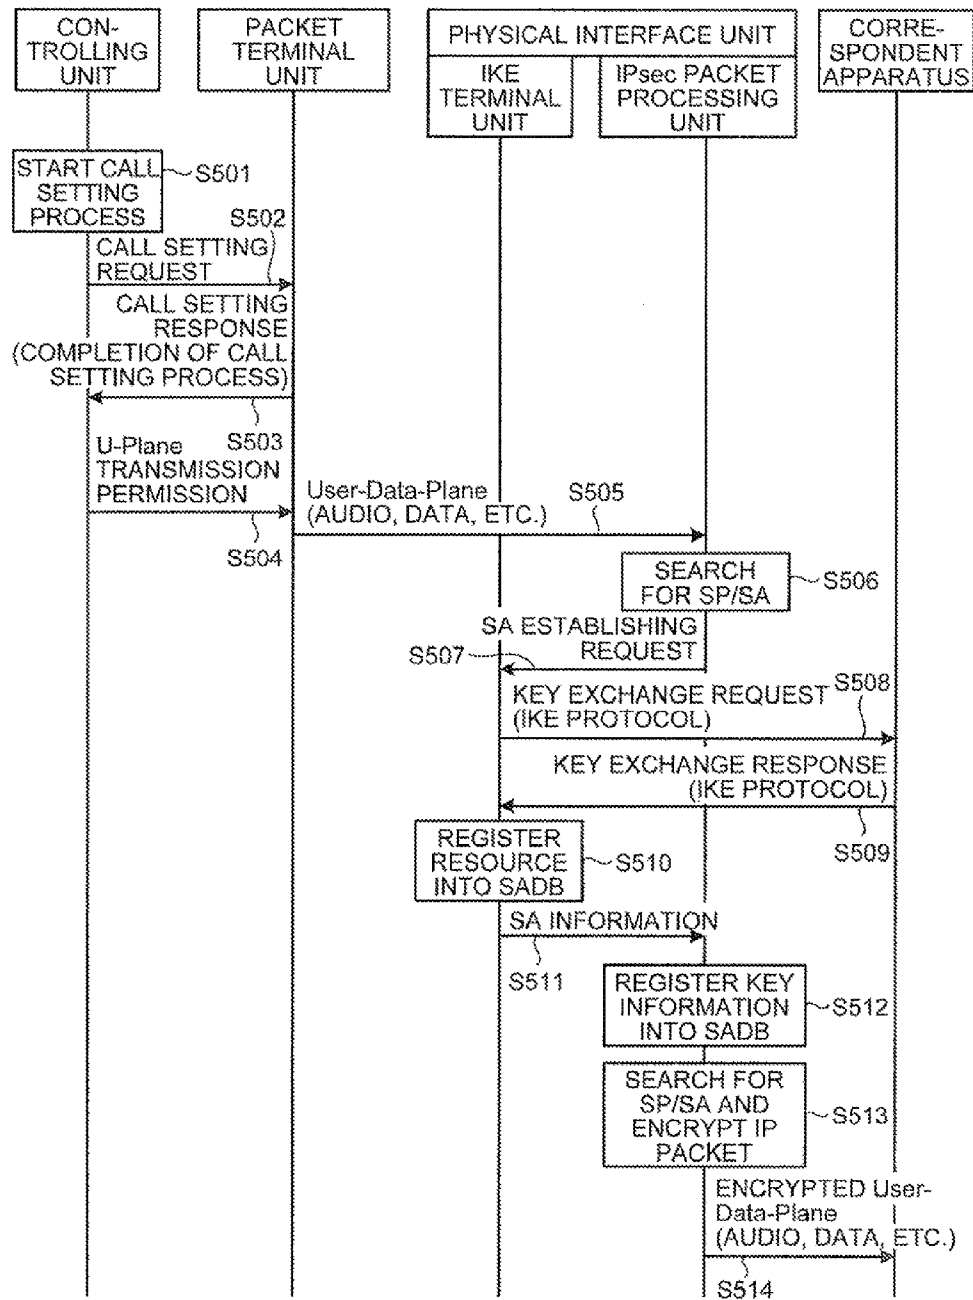 CON-
TROLLING
UNIT
PACKET
TERMINAL
UNIT
PHYSICAL INTERFACE UNIT
IKE
TERMINAL
UNIT
IPsec PACKET
PROCESSING
UNIT
CORRE-
SPONDENT
APPARATUS
START CALL
SETTING
PROCESS
S501
S502
CALL SETTING
REQUEST
CALL SETTING
RESPONSE
(COMPLETION OF CALL
SETTING PROCESS)
S503
U-Plane
TRANSMISSION
PERMISSION
S504
User-Data-Plane
(AUDIO, DATA, ETC.)
S505
SEARCH
FOR SP/SA
S506
SA ESTABLISHING
REQUEST
S507
KEY EXCHANGE REQUEST
(IKE PROTOCOL)
S508
KEY EXCHANGE RESPONSE
(IKE PROTOCOL)
S509
REGISTER
RESOURCE
INTO SADB
S510
SA INFORMATION
S511
REGISTER KEY
INFORMATION
INTO SADB
S512
SEARCH FOR
SP/SA AND
ENCRYPT IP
PACKET
S513
ENCRYPTED User-
Data-Plane
(AUDIO, DATA, ETC.)
S514